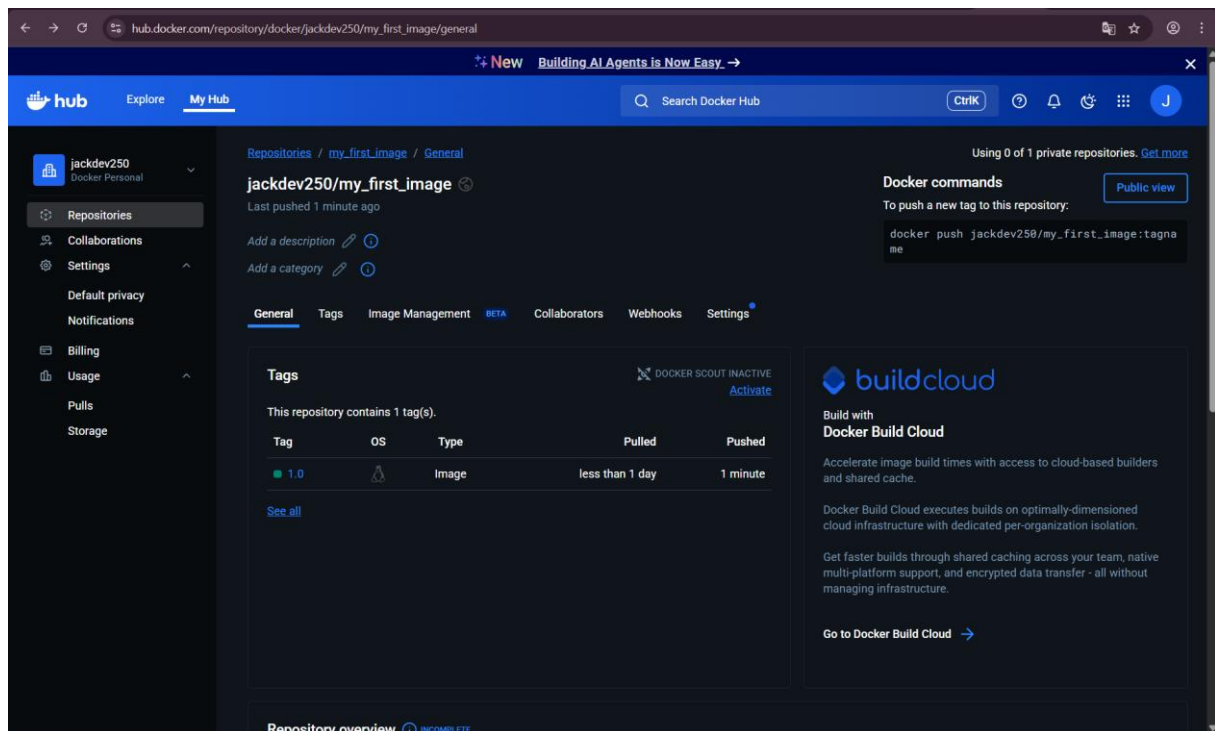 hub.docker.com/repository/docker/jackdev250/my_first_image/general
New Building AI Agents is Now Easy →
hub Explore My Hub Search Docker Hub CtrlK J
jackdev250
Docker Personal
Repositories
Collaborations
Settings
Default privacy
Notifications
Billing
Usage
Pulls
Storage
Repositories / my_first_image / General
Using 0 of 1 private repositories. Get more
jackdev250/my_first_image
Last pushed 1 minute ago
Add a description
Add a category
Docker commands
Public view
To push a new tag to this repository:
docker push jackdev250/my_first_image:tagna
me
General Tags Image Management BETA Collaborators Webhooks Settings
Tags
DOCKER SCOUT INACTIVE
Activate
This repository contains 1 tag(s).
Tag OS Type Pulled Pushed
1.0 Image less than 1 day 1 minute
See all
buildcloud
Build with
Docker Build Cloud
Accelerate image build times with access to cloud-based builders
and shared cache.
Docker Build Cloud executes builds on optimally-dimensioned
cloud infrastructure with dedicated per-organization isolation.
Get faster builds through shared caching across your team, native
multi-platform support, and encrypted data transfer - all without
managing infrastructure.
Go to Docker Build Cloud →
Repository overview INCOMPLETE